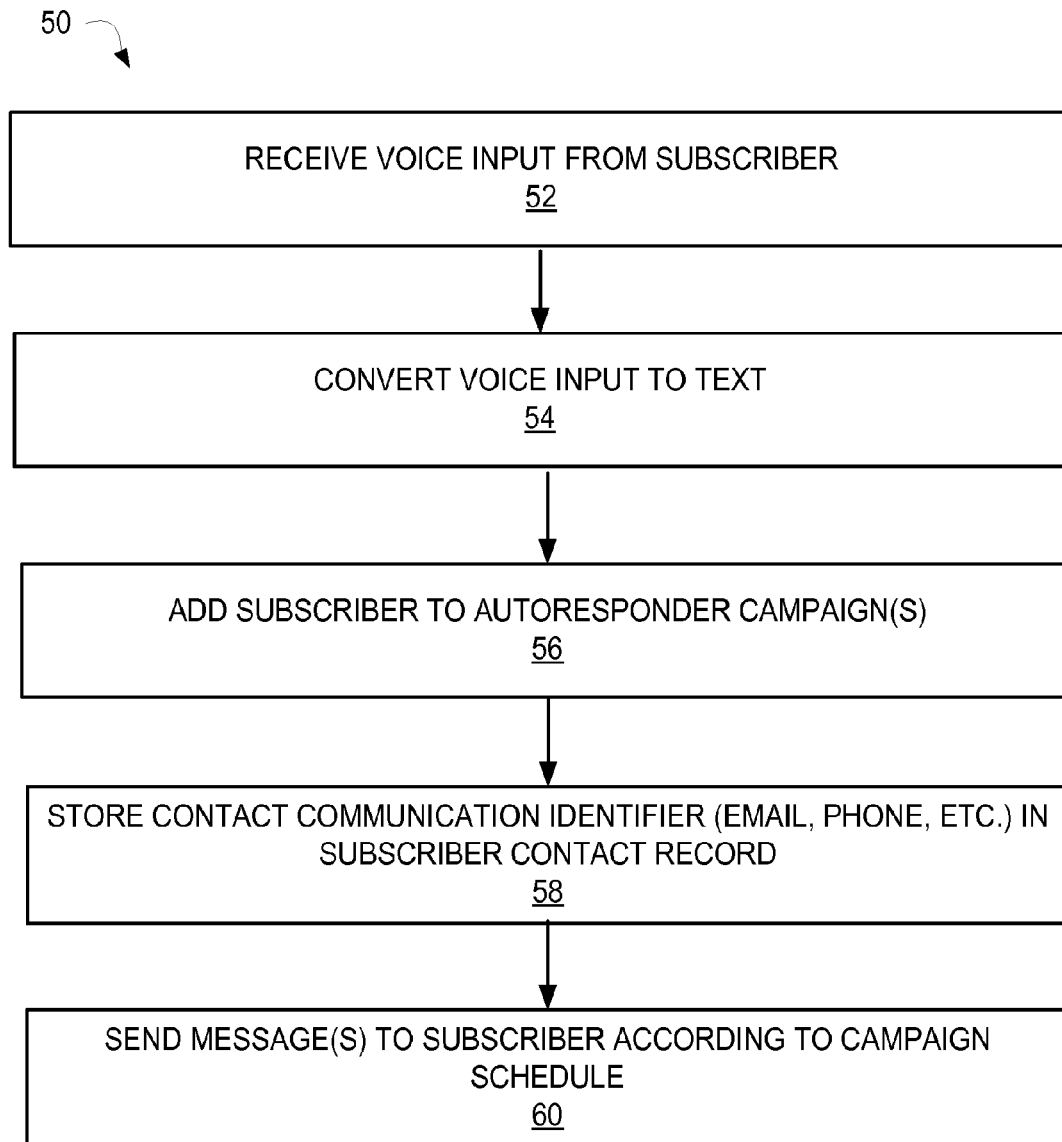 50
RECEIVE VOICE INPUT FROM SUBSCRIBER
52
CONVERT VOICE INPUT TO TEXT
54
ADD SUBSCRIBER TO AUTORESPONDER CAMPAIGN(S)
56
STORE CONTACT COMMUNICATION IDENTIFIER (EMAIL, PHONE, ETC.) IN
SUBSCRIBER CONTACT RECORD
58
SEND MESSAGE(S) TO SUBSCRIBER ACCORDING TO CAMPAIGN
SCHEDULE
60